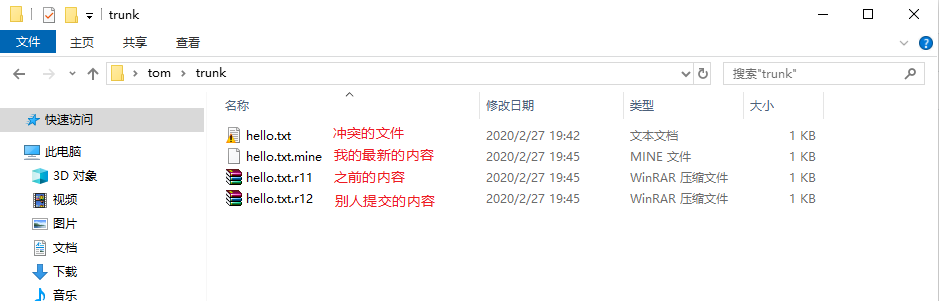 trunk
文件 主页 共享 查看
tom trunk 搜索"trunk"
名称 修改日期 类型 大小
快速访问
此电脑
3D 对象
视频
图片
文档
下载
音乐
hello.txt 冲突的文件 2020/2/27 19:42 文本文档 1 KB
hello.txt.mine 我的最新的内容 2020/2/27 19:45 MINE 文件 1 KB
hello.txt.r11 之前的内容 2020/2/27 19:45 WinRAR 压缩文件 1 KB
hello.txt.r12 别人提交的内容 2020/2/27 19:45 WinRAR 压缩文件 1 KB